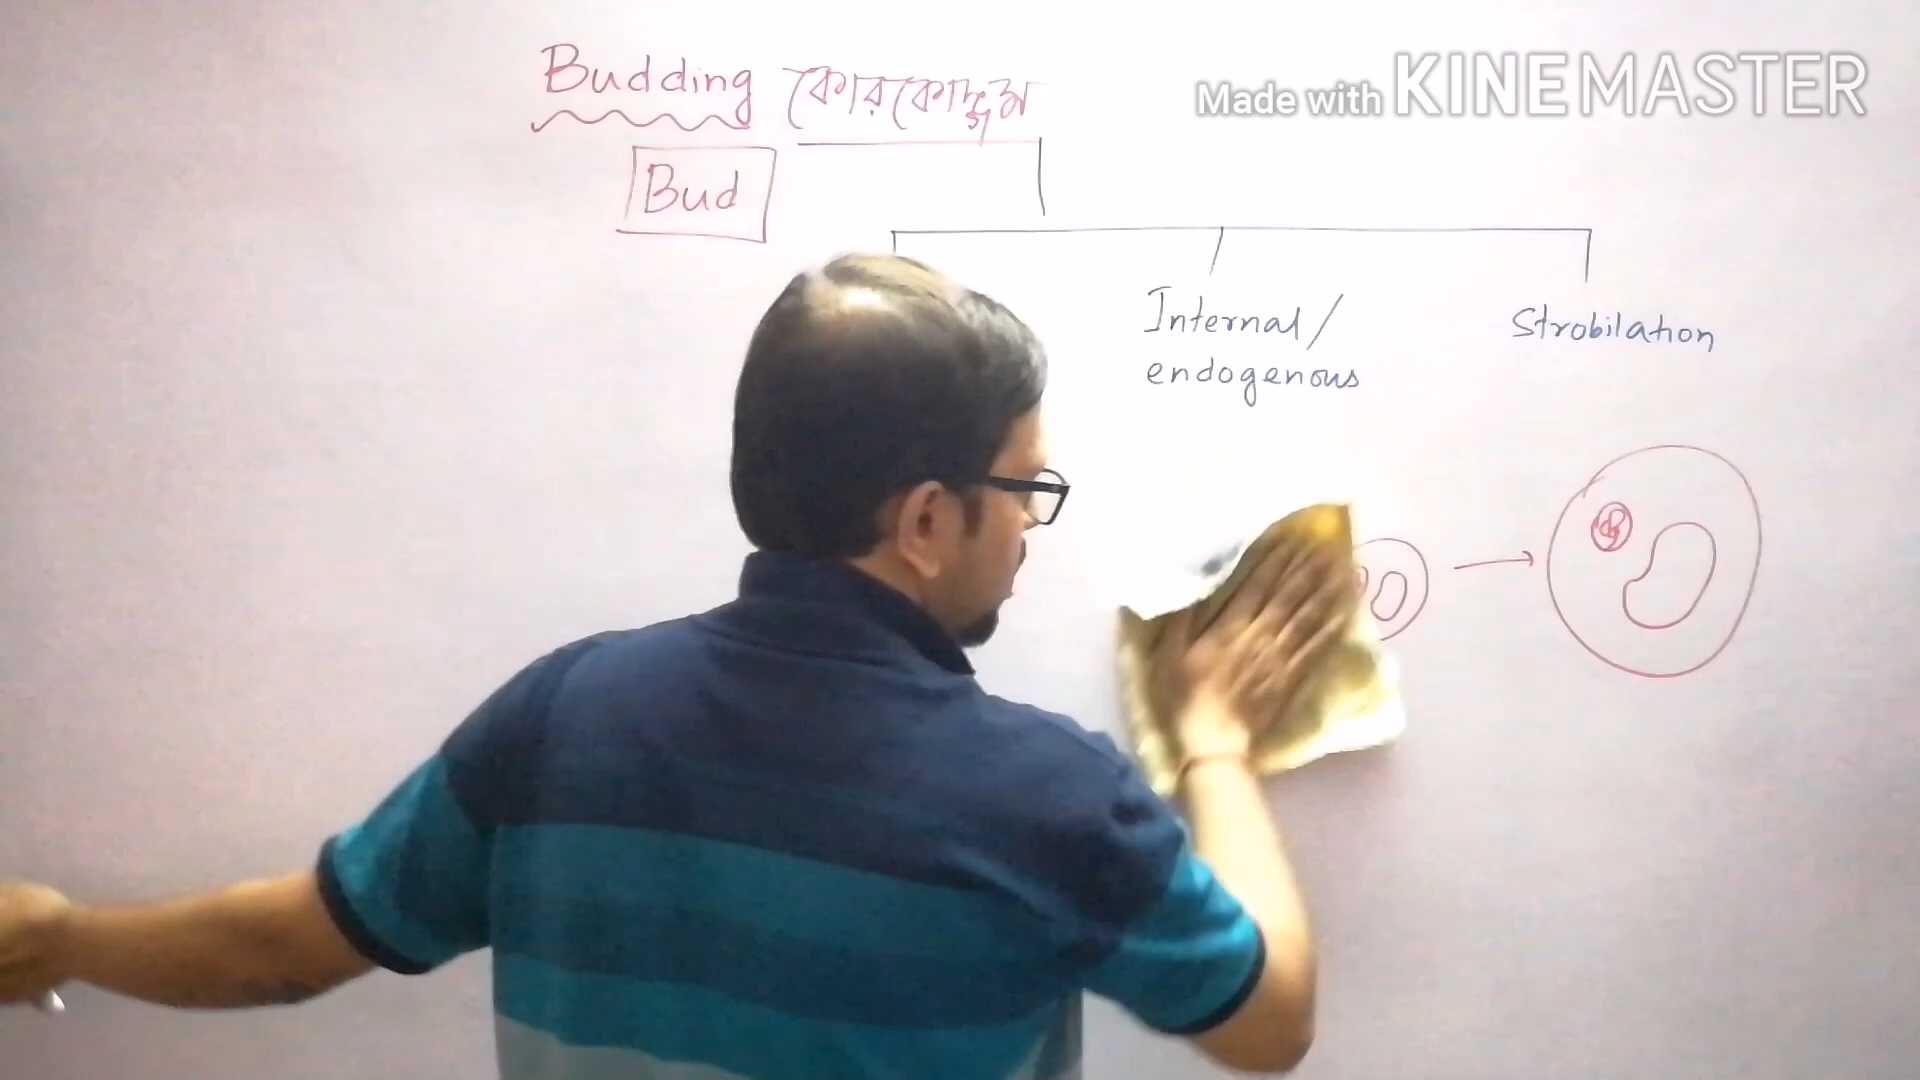 Budding কোরকোদ্গম
Made with KINEMASTER
Bud
Internal/
endogenous
Strobilation